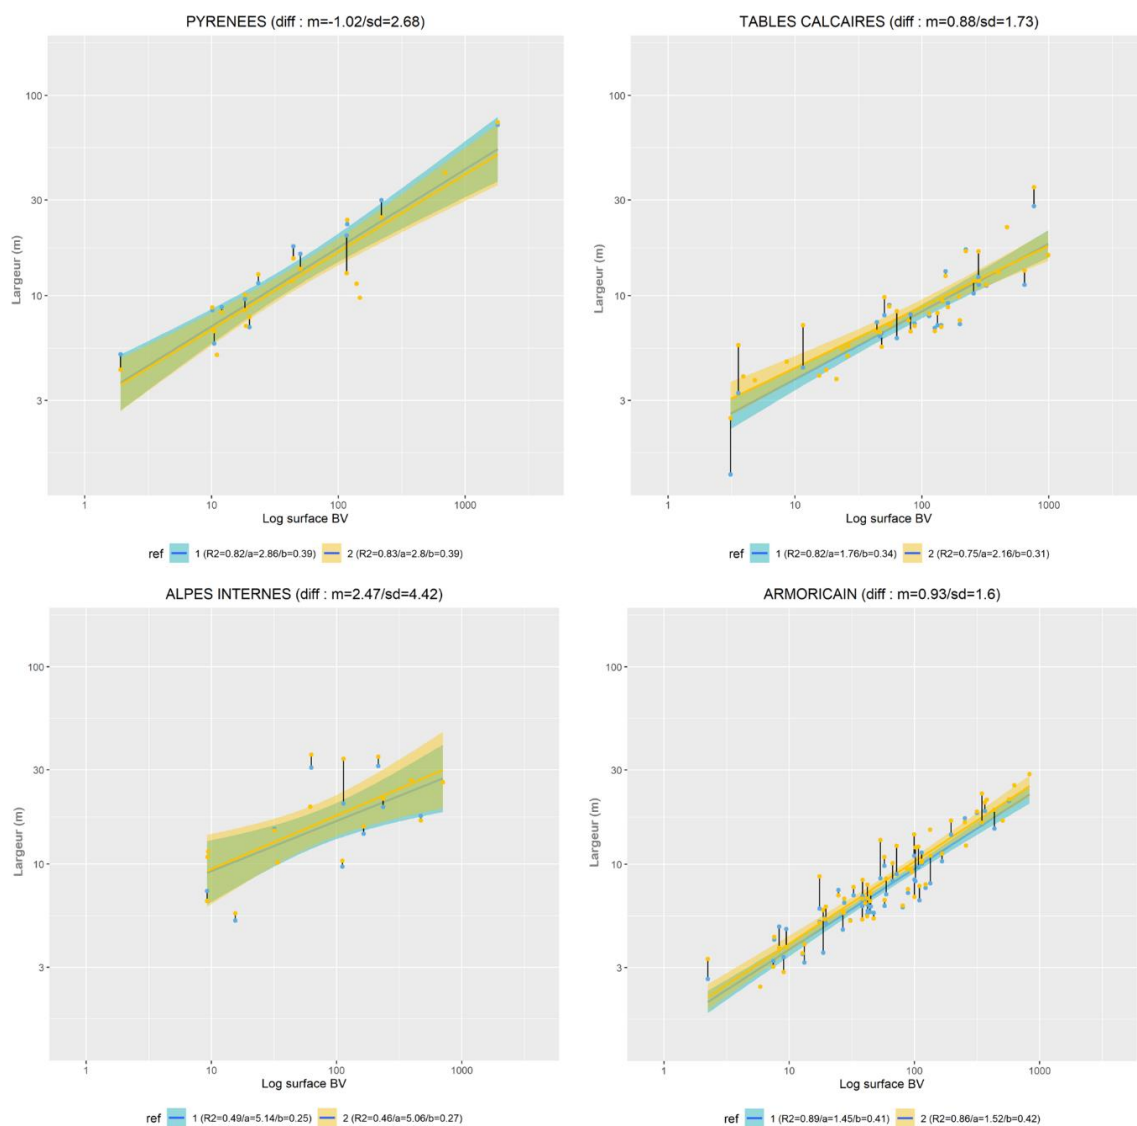 PYRENEES (diff : m=-1.02/sd=2.68)
100
30
10
3
Largeur (m)
1 10 100 1000
Log surface BV
ref 1 (R2=0.82/a=2.86/b=0.39) 2 (R2=0.83/a=2.8/b=0.39)
TABLES CALCAIRES (diff : m=0.88/sd=1.73)
100
30
10
3
Largeur (m)
1 10 100 1000
Log surface BV
ref 1 (R2=0.82/a=1.76/b=0.34) 2 (R2=0.75/a=2.16/b=0.31)
ALPES INTERNES (diff : m=2.47/sd=4.42)
100
30
10
3
Largeur (m)
1 10 100 1000
Log surface BV
ref 1 (R2=0.49/a=5.14/b=0.25) 2 (R2=0.46/a=5.06/b=0.27)
ARMORICAIN (diff : m=0.93/sd=1.6)
100
30
10
3
Largeur (m)
1 10 100 1000
Log surface BV
ref 1 (R2=0.89/a=1.45/b=0.41) 2 (R2=0.86/a=1.52/b=0.42)